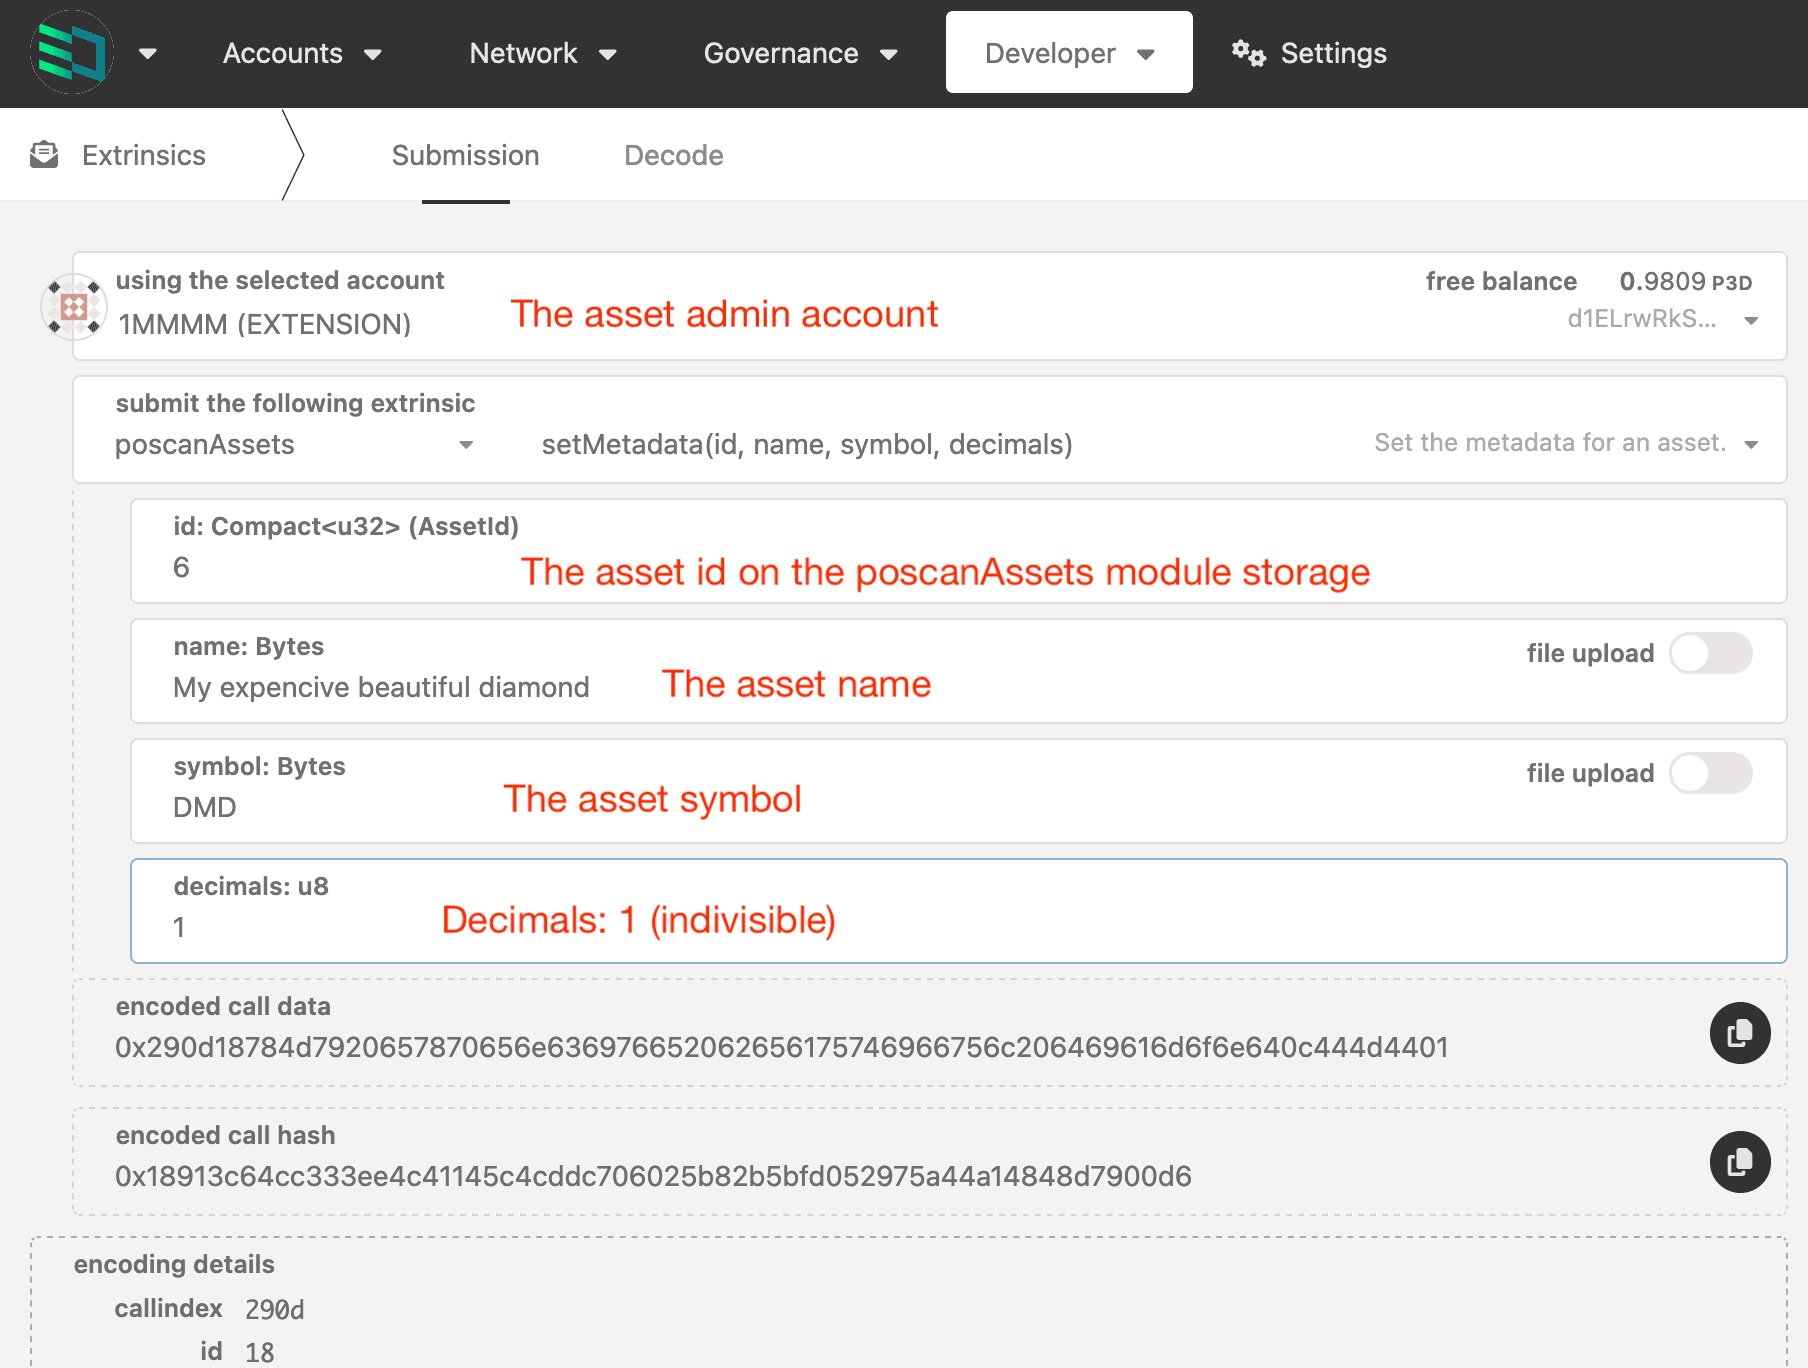 Accounts
Network
Governance
Developer
Settings
Extrinsics
Submission
Decode
using the selected account
1MMMM (EXTENSION)
The asset admin account
free balance 0.9809 P3D
d1ELrwRkS...
submit the following extrinsic
poscanAssets
setMetadata(id, name, symbol, decimals)
Set the metadata for an asset.
id: Compact<u32> (AssetId)
6
The asset id on the poscanAssets module storage
name: Bytes
My expencive beautiful diamond
The asset name
file upload
symbol: Bytes
DMD
The asset symbol
file upload
decimals: u8
1
Decimals: 1 (indivisible)
encoded call data
0x290d18784d7920657870656e63697665206265617574696675​6c206469616d6f6e640c444d4401
encoded call hash
0x18913c64cc333ee4c41145c4cddc706025b82b5bfd052975a44a14848d7900d6
encoding details
callindex 290d
id 18